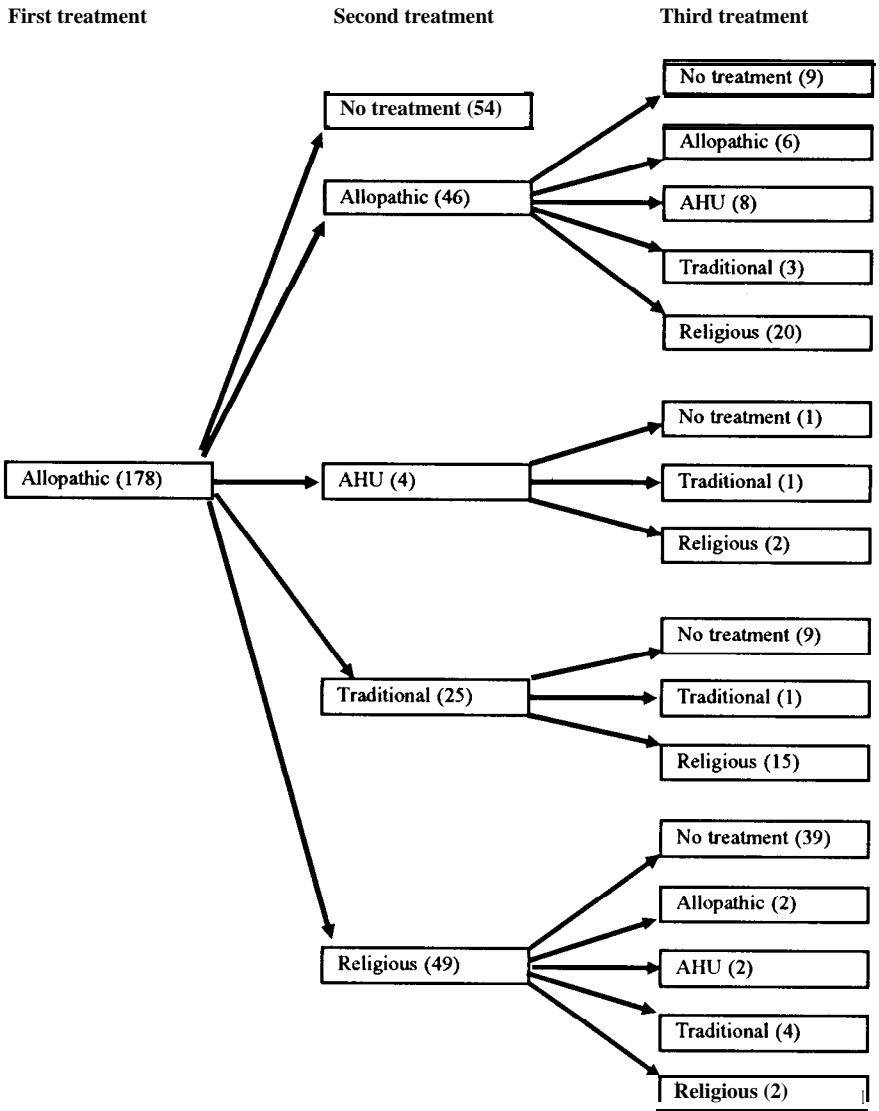 First treatment Second treatment Third treatment
No treatment (9)
No treatment (54)
Allopathic (6)
Allopathic (46)
AHU (8)
Traditional (3)
Religious (20)
No treatment (1)
Allopathic (178)
AHU (4)
Traditional (1)
Religious (2)
No treatment (9)
Traditional (25)
Traditional (1)
Religious (15)
No treatment (39)
Allopathic (2)
Religious (49)
AHU (2)
Traditional (4)
Religious (2)